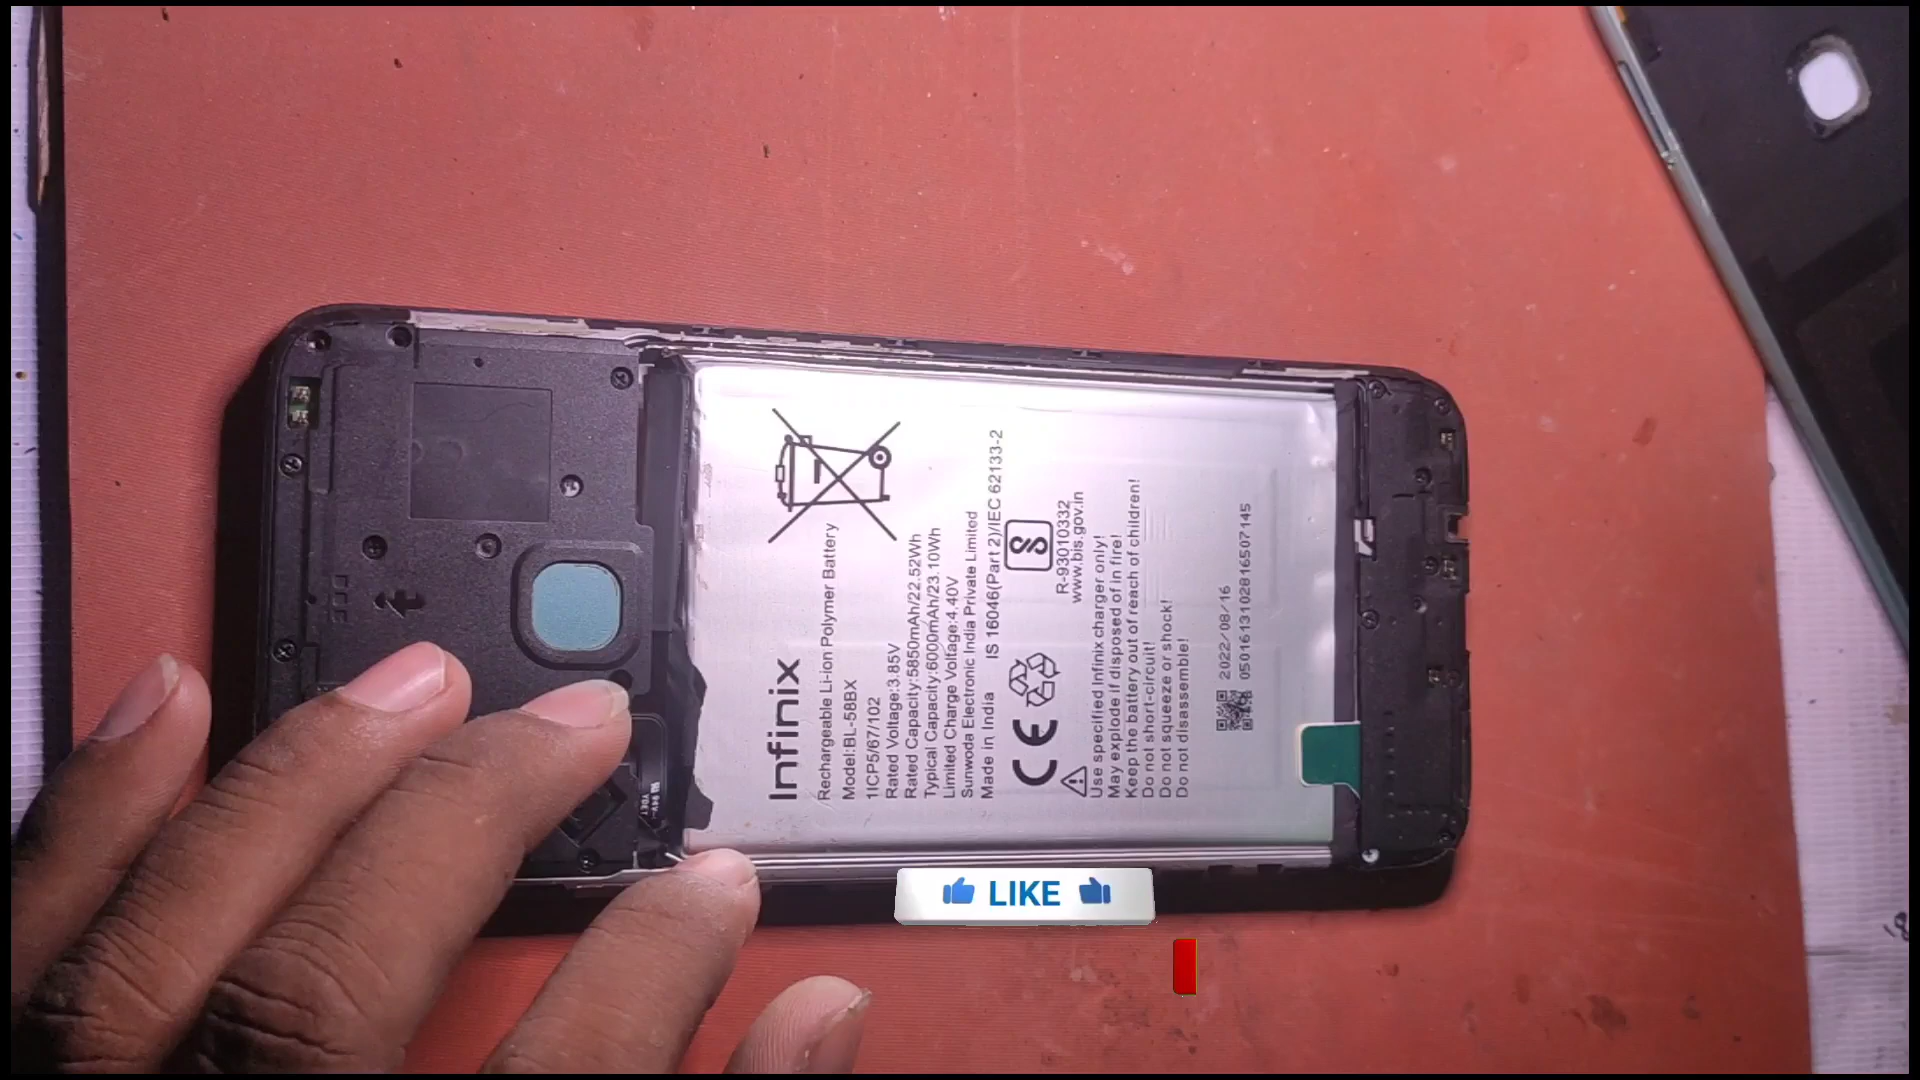 Infinix
Rechargeable Li-ion Polymer Battery
Model:BL-58BX
1ICP5/67/102
Rated Voltage:3.85V
Rated Capacity:5850mAh/22.52Wh
Typical Capacity:6000mAh/23.10Wh
Limited Charge Voltage:4.40V
Sunwoda Electronic India Private Limited
Made in India
IS 16046(Part 2)/IEC 62133-2
CE
R-93010332
www.bis.gov.in
Use specified Infinix charger only!
May explode if disposed of in fire!
Keep the battery out of reach of children!
Do not short-circuit!
Do not squeeze or shock!
Do not disassemble!
2022/08/16
05016131102816507145
LIKE